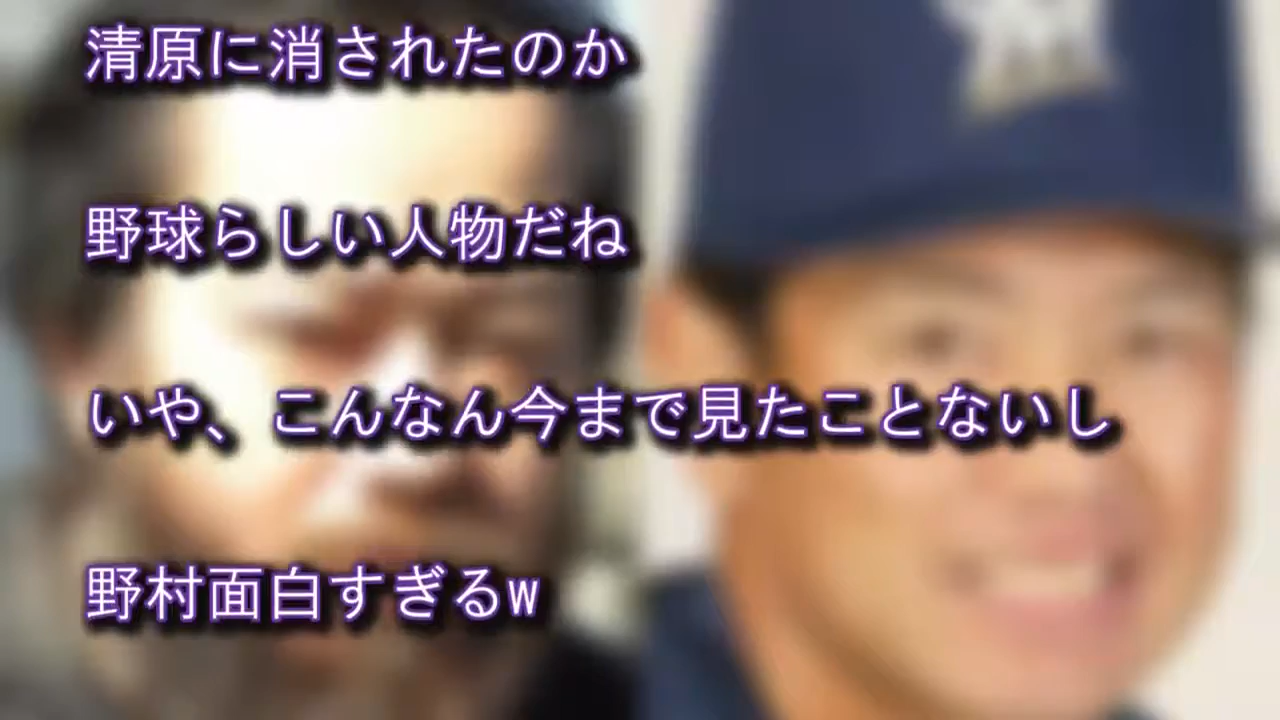 清原に消されたのか
野球らしい人物だね
いや、こんなん今まで見たことないし
野村面白すぎるw